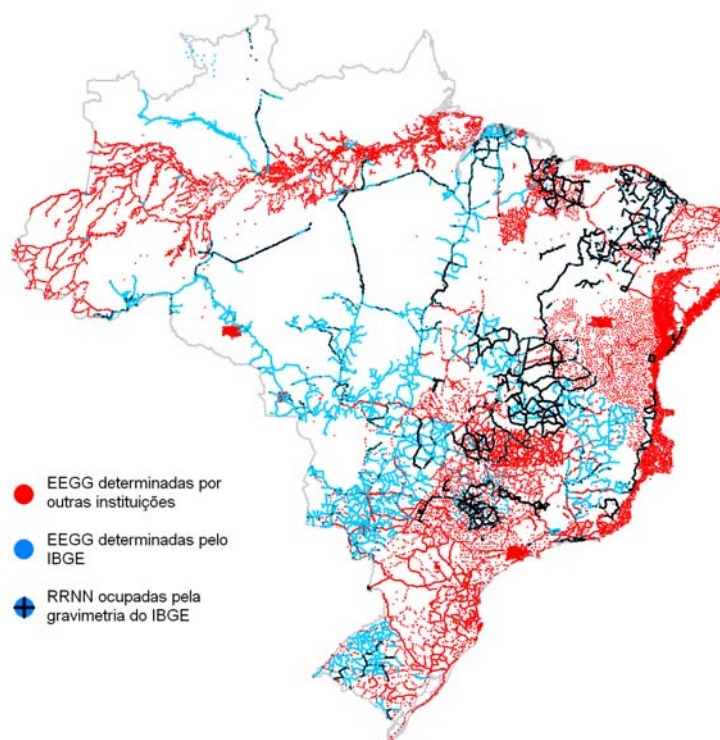 EEGG determinadas por
outras instituições
EEGG determinadas pelo
IBGE
RRNN ocupadas pela
gravimetria do IBGE